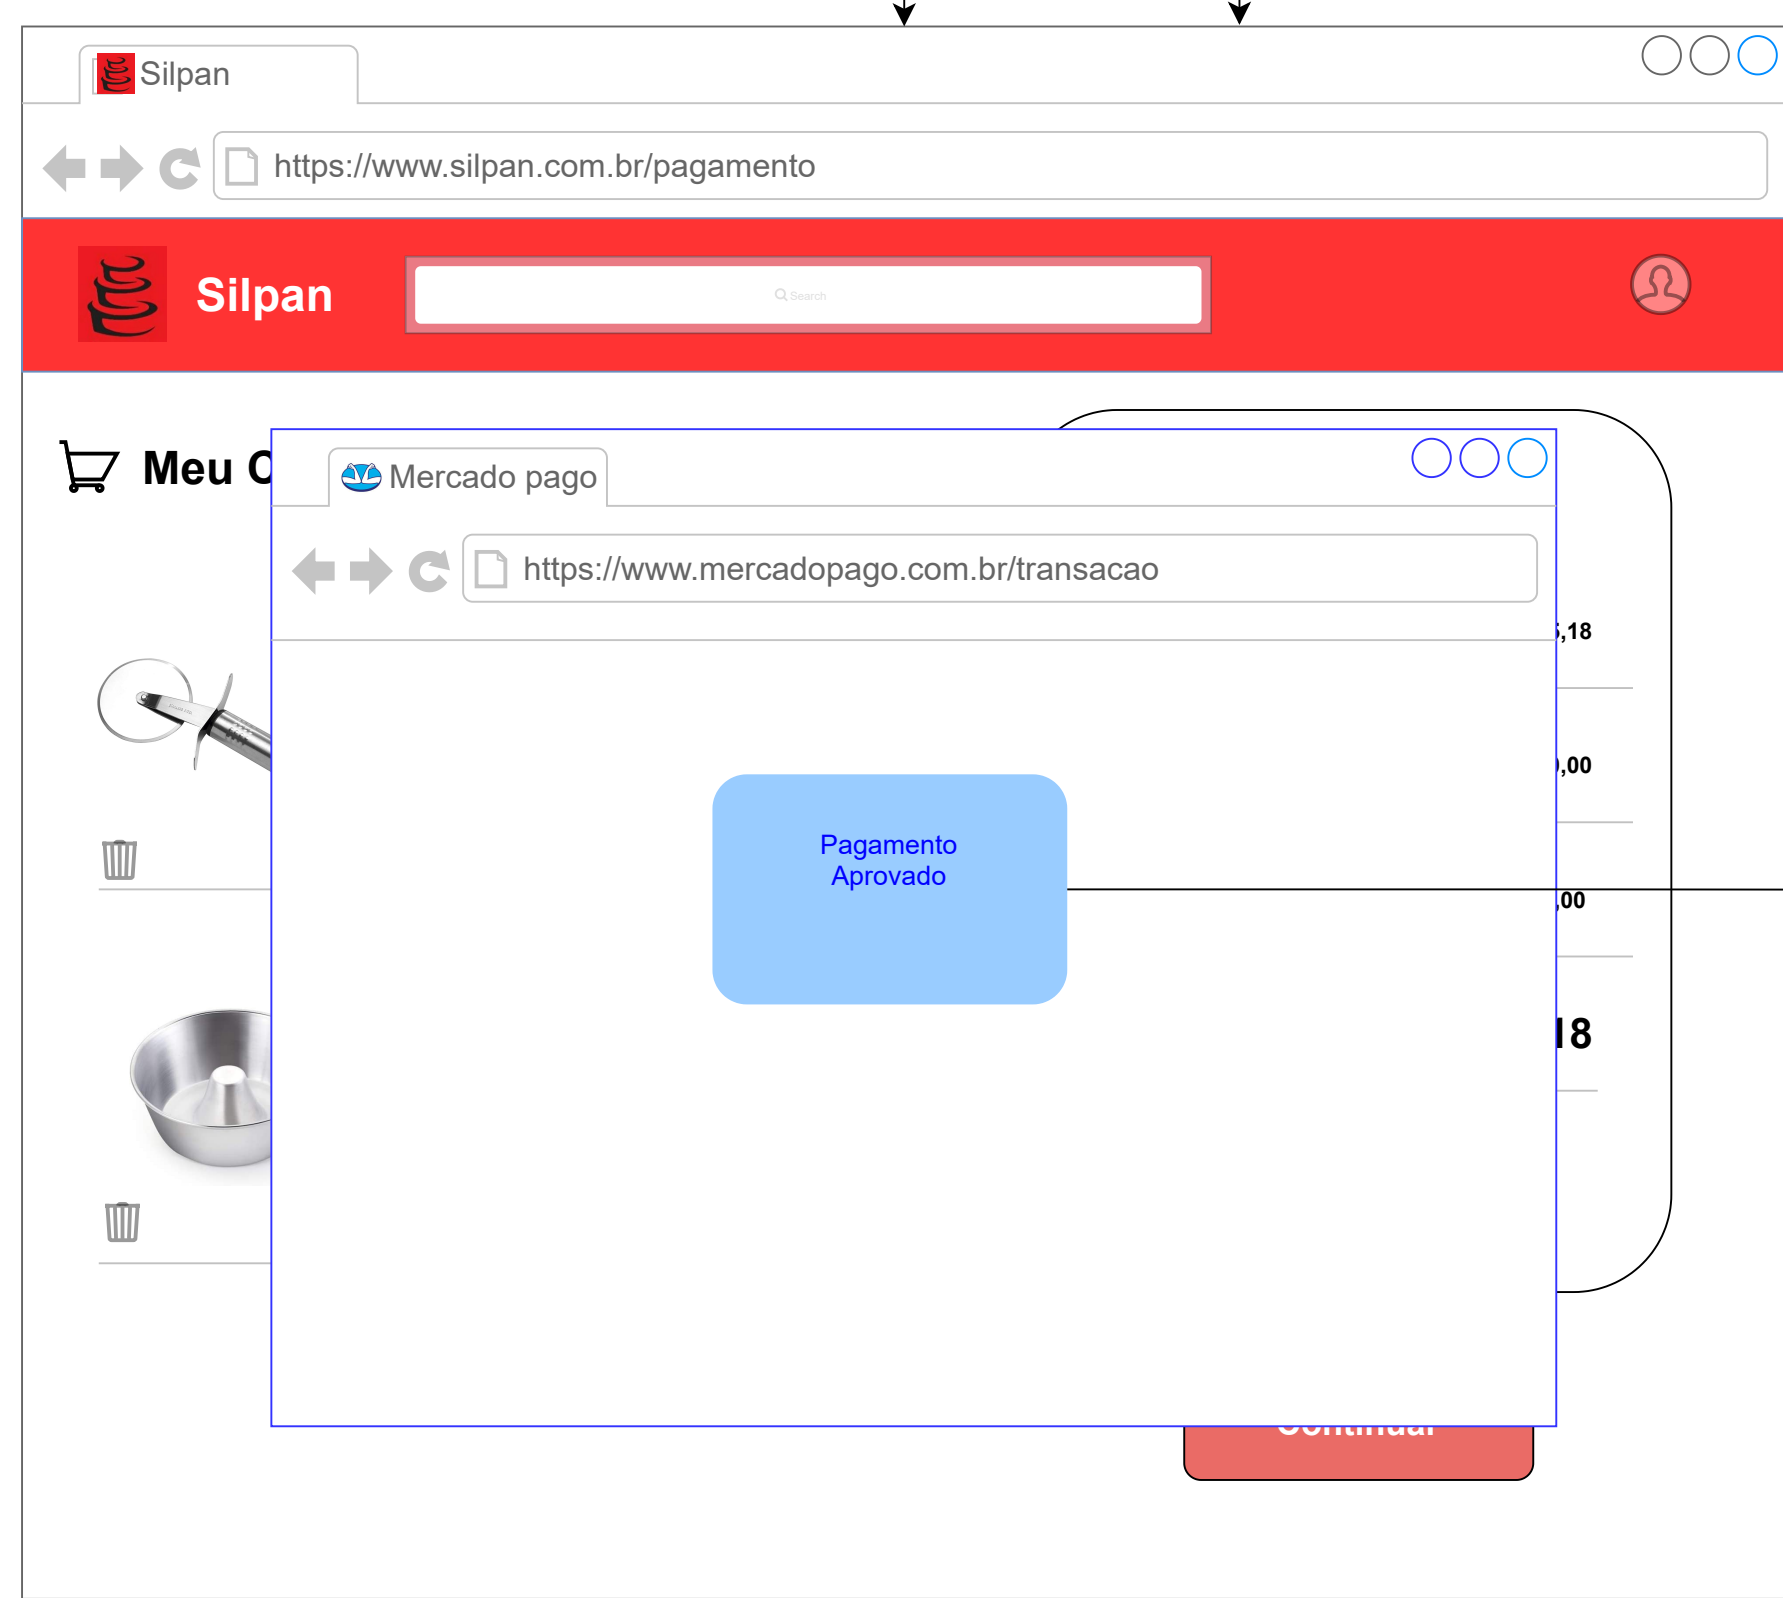 Silpan
https://www.silpan.com.br/pagamento
Silpan
Search
Meu C
Mercado pago
https://www.mercadopago.com.br/transacao
,18
,00
Pagamento
Aprovado
,00
18
Continuar